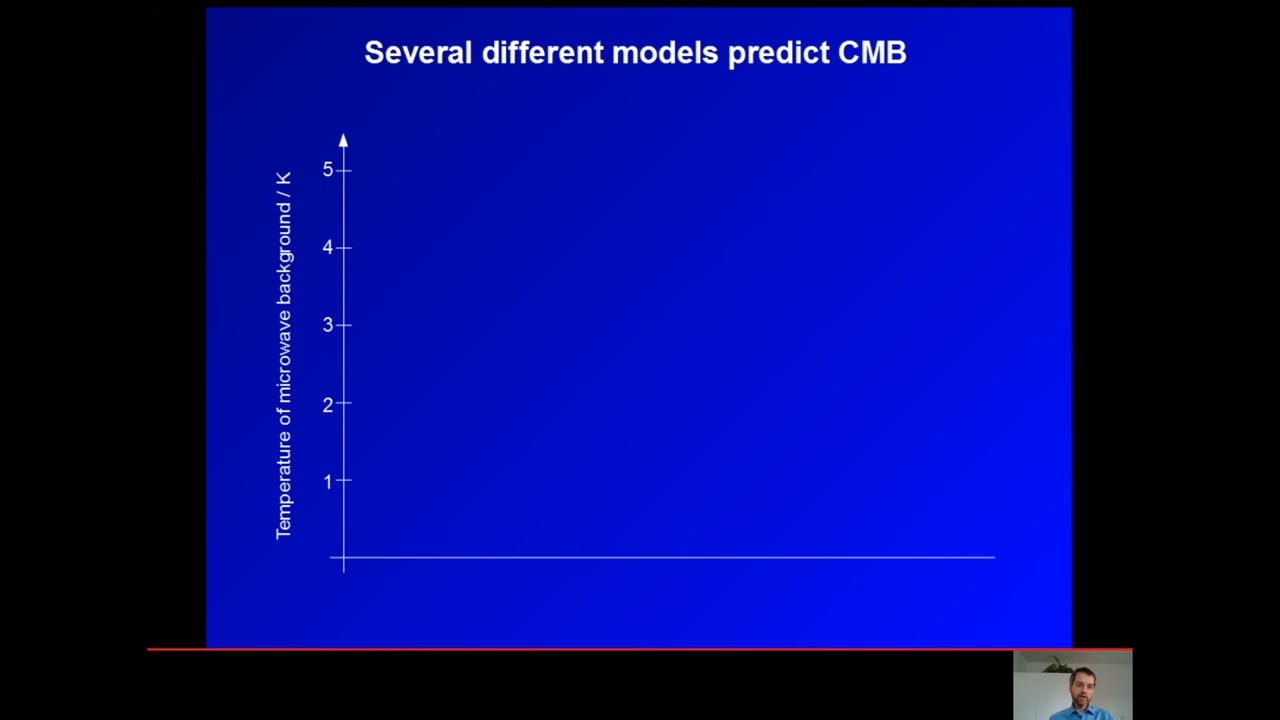 Several different models predict CMB
Temperature of microwave background / K
5
4
3
2
1